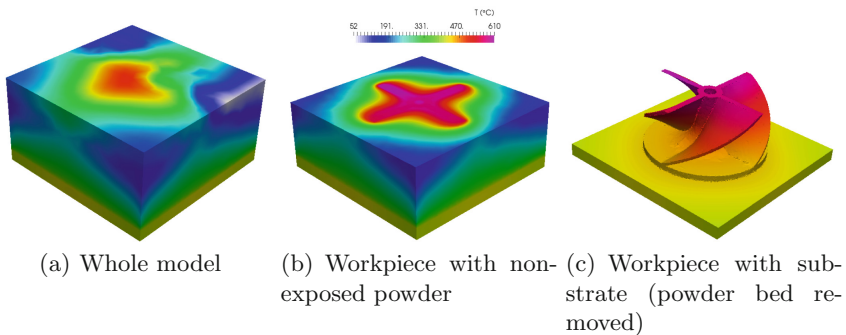 T (°C)
52 191. 331. 470. 610
(a) Whole model
(b) Workpiece with non-
exposed powder
(c) Workpiece with sub-
strate (powder bed re-
moved)